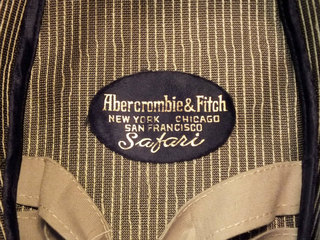 Abercrombie & Fitch
NEW YORK CHICAGO
SAN FRANCISCO
Safari